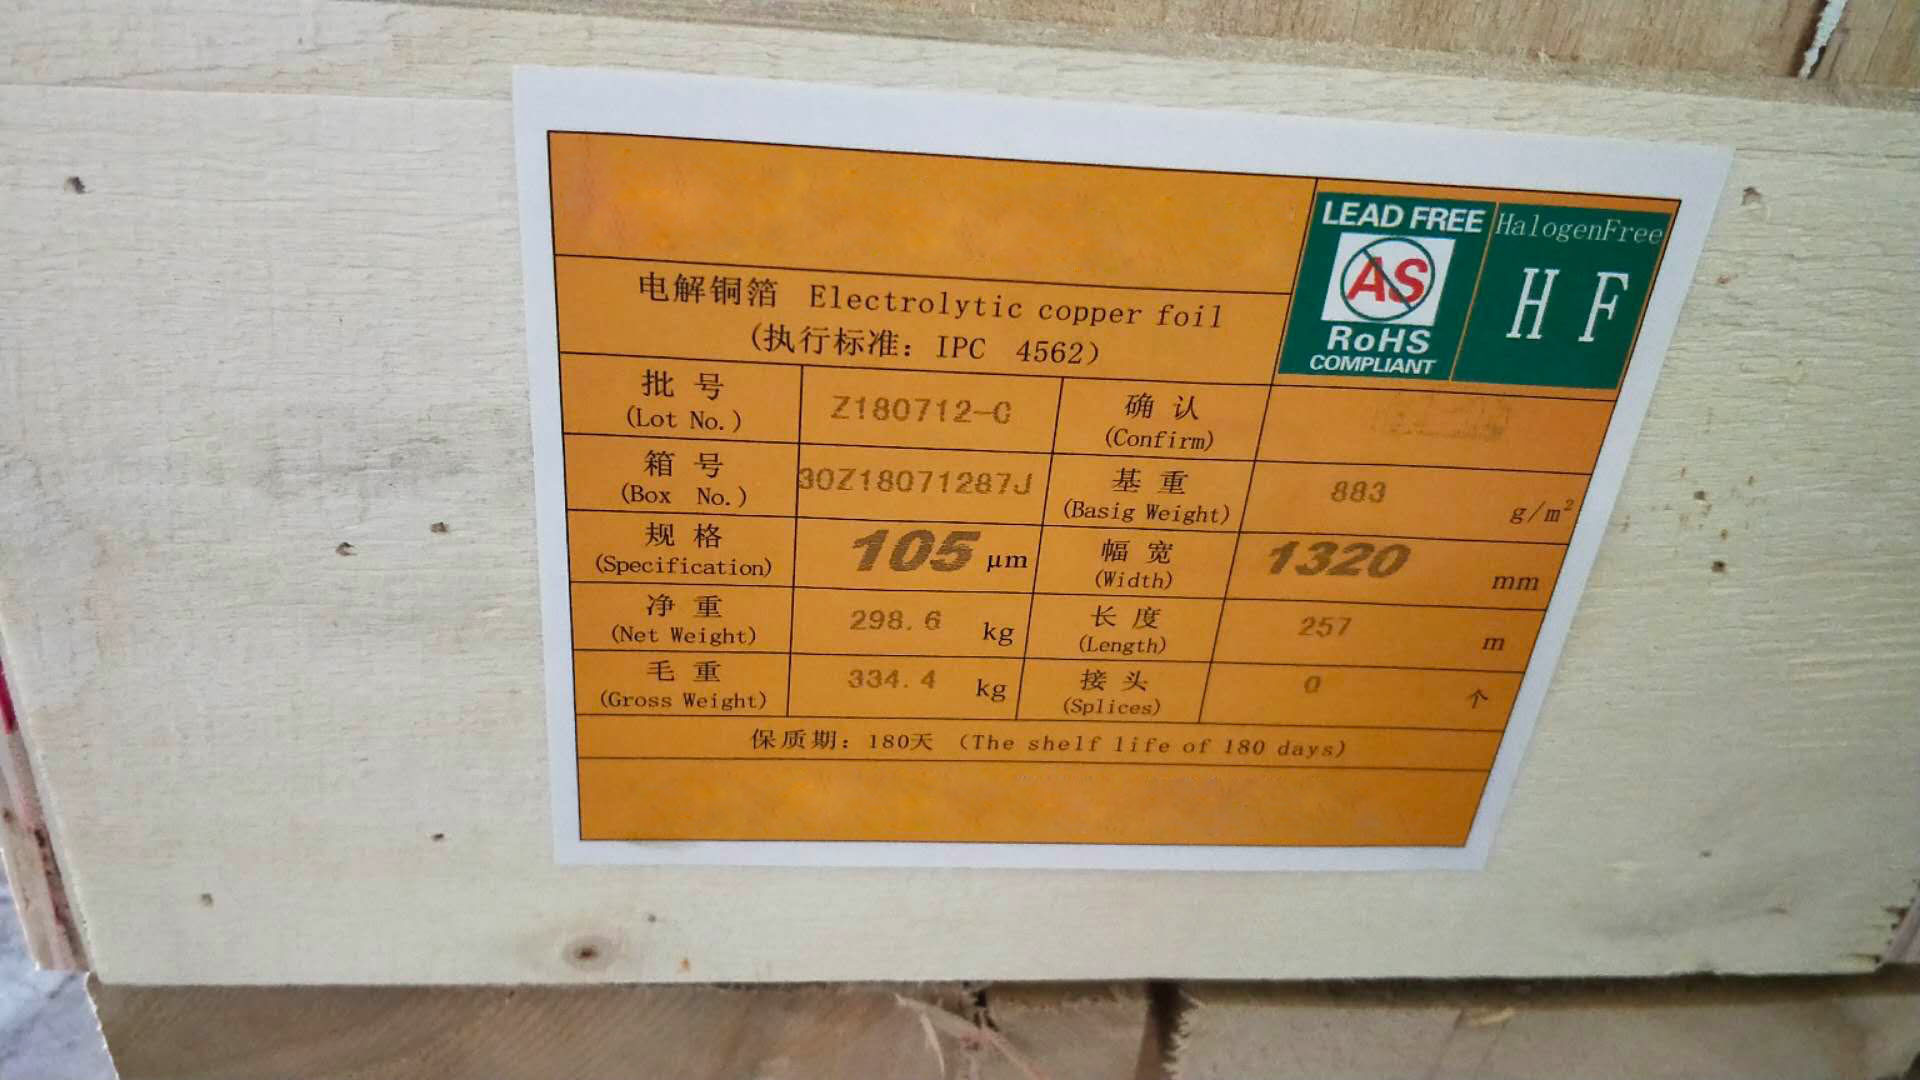 LEAD FREE
AS
RoHS
COMPLIANT
HalogenFree
HF
电解铜箔 Electrolytic copper foil
(执行标准: IPC 4562)
批号 Z180712-C 确认
(Lot No.) (Confirm)
箱号 30Z18071287J 基重 883 g/m²
(Box No.) (Basig Weight)
规格 105 μm 幅宽 1320 mm
(Specification) (Width)
净重 298.6 kg 长度 257 m
(Net Weight) (Length)
毛重 334.4 kg 接头 0 个
(Gross Weight) (Splices)
保质期: 180天 (The shelf life of 180 days)